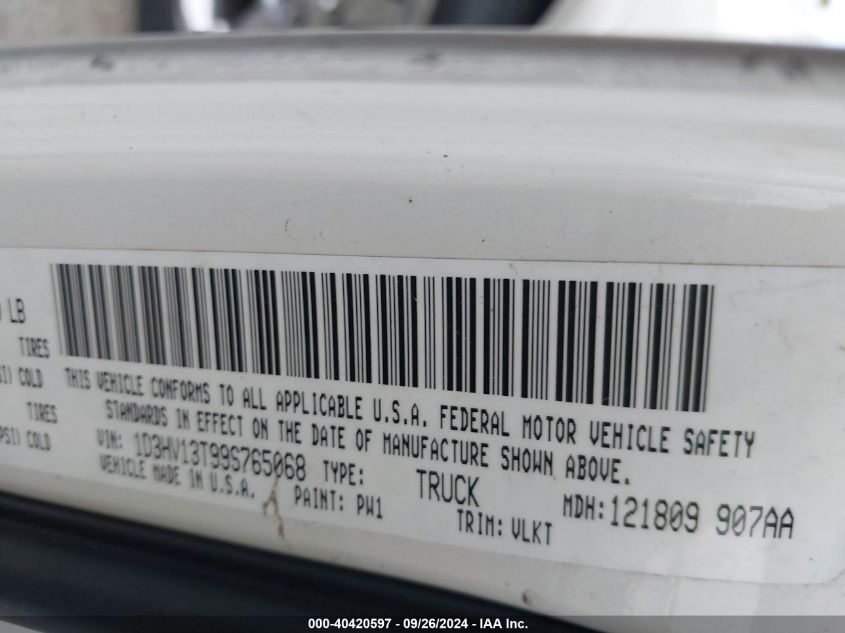 LB
TIRES
COLD
TIRES
PSI) COLD
THIS VEHICLE CONFORMS TO ALL APPLICABLE U.S.A. FEDERAL MOTOR VEHICLE SAFETY
STANDARDS IN EFFECT ON THE DATE OF MANUFACTURE SHOWN ABOVE.
VIN: 1D3HV13T99S765068 TYPE: TRUCK MDH: 121809 907AA
VEHICLE MADE IN U.S.A. PAINT: PW1 TRIM: VLKT
000-40420597 - 09/26/2024 - IAA Inc.